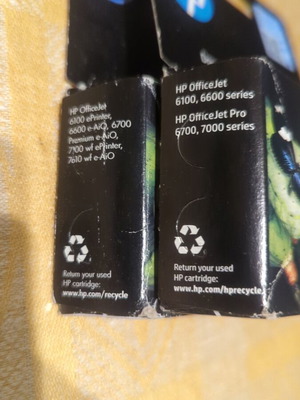 HP OfficeJet
6100 ePrinter,
6600 e-AiO, 6700
Premium e-AiO,
7100 wf ePrinter,
7610 wf e-AiO
Return your used
HP cartridge:
www.hp.com/recycle
HP OfficeJet
6100, 6600 series
HP OfficeJet Pro
6700, 7000 series
Return your used
HP cartridge:
www.hp.com/hprecycle